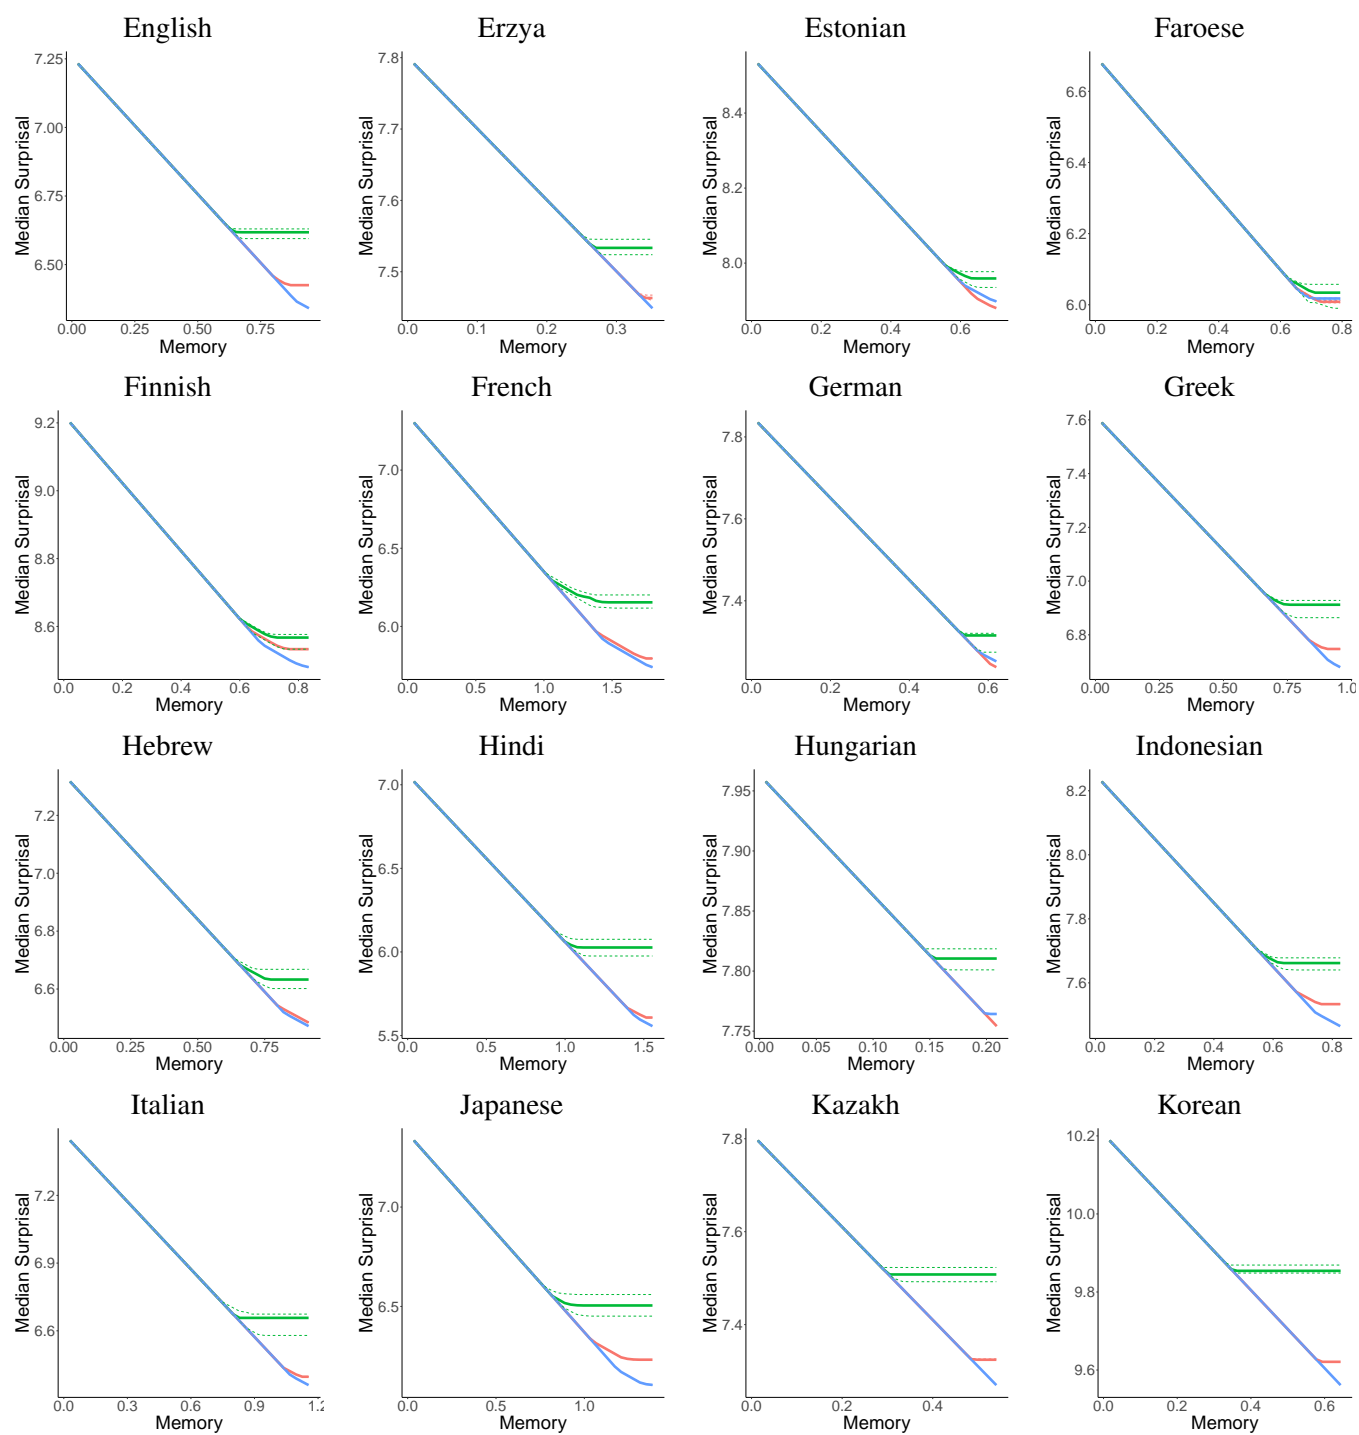 English Erzya Estonian Faroese
7.25
7.00
6.75
6.50
Median Surprisal
0.00 0.25 0.50 0.75
Memory
7.8
7.7
7.6
7.5
Median Surprisal
0.0 0.1 0.2 0.3
Memory
8.4
8.2
8.0
Median Surprisal
0.0 0.2 0.4 0.6
Memory
6.6
6.4
6.2
6.0
Median Surprisal
0.0 0.2 0.4 0.6 0.8
Memory
Finnish French German Greek
9.2
9.0
8.8
8.6
Median Surprisal
0.0 0.2 0.4 0.6 0.8
Memory
7.0
6.5
6.0
Median Surprisal
0.0 0.5 1.0 1.5
Memory
7.8
7.6
7.4
Median Surprisal
0.0 0.2 0.4 0.6
Memory
7.6
7.4
7.2
7.0
6.8
Median Surprisal
0.00 0.25 0.50 0.75 1.0
Memory
Hebrew Hindi Hungarian Indonesian
7.2
7.0
6.8
6.6
Median Surprisal
0.00 0.25 0.50 0.75
Memory
7.0
6.5
6.0
5.5
Median Surprisal
0.0 0.5 1.0 1.5
Memory
7.95
7.90
7.85
7.80
7.75
Median Surprisal
0.00 0.05 0.10 0.15 0.20
Memory
8.2
8.0
7.8
7.6
Median Surprisal
0.0 0.2 0.4 0.6 0.8
Memory
Italian Japanese Kazakh Korean
7.2
6.9
6.6
Median Surprisal
0.0 0.3 0.6 0.9 1.2
Memory
7.0
6.5
Median Surprisal
0.0 0.5 1.0
Memory
7.8
7.6
7.4
Median Surprisal
0.0 0.2 0.4
Memory
10.2
10.0
9.8
9.6
Median Surprisal
0.0 0.2 0.4 0.6
Memory